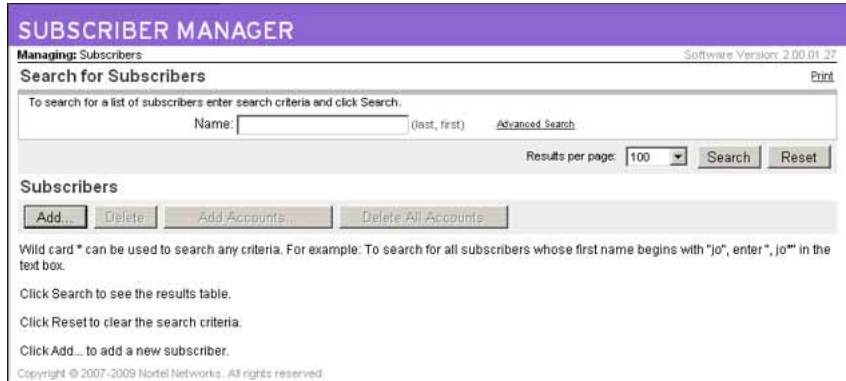 SUBSCRIBER MANAGER
Managing: Subscribers Software Version: 2.00.01.27
Search for Subscribers Print
To search for a list of subscribers enter search criteria and click Search.
Name: (last, first) Advanced Search
Results per page: 100 Search Reset
Subscribers
Add... Delete Add Accounts... Delete All Accounts
Wild card * can be used to search any criteria. For example: To search for all subscribers whose first name begins with "jo", enter ", jo*" in the
text box.
Click Search to see the results table.
Click Reset to clear the search criteria.
Click Add... to add a new subscriber.
Copyright © 2007-2009 Nortel Networks. All rights reserved.